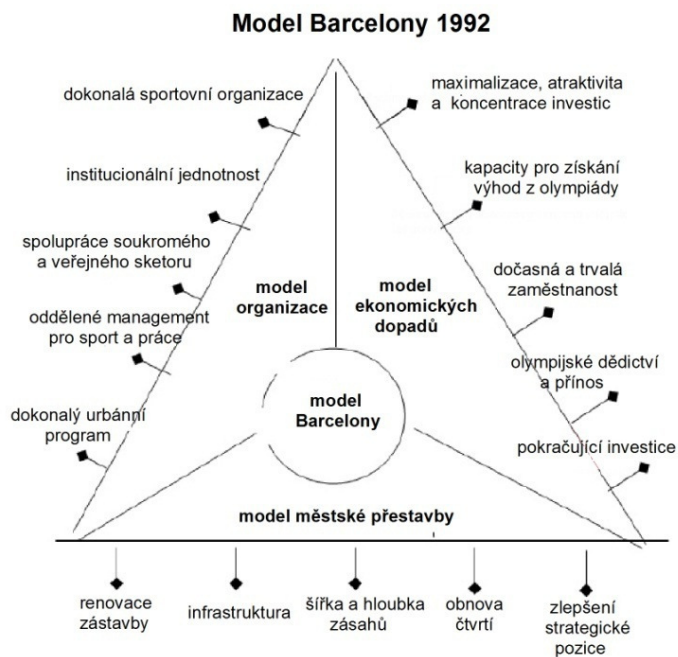 Model Barcelony 1992
dokonalá sportovní organizace
institucionální jednotnost
spolupráce soukromého
a veřejného sketoru
oddělené management
pro sport a práce
dokonalý urbánní
program
maximalizace, atraktivita
a koncentrace investic
kapacity pro získání
výhod z olympiády
dočasná a trvalá
zaměstnanost
olympijské dědictví
a přínos
pokračující investice
model
organizace
model
ekonomických
dopadů
model
Barcelony
model městské přestavby
renovace
zástavby
infrastruktura
šířka a hloubka
zásahů
obnova
čtvrtí
zlepšení
strategické
pozice